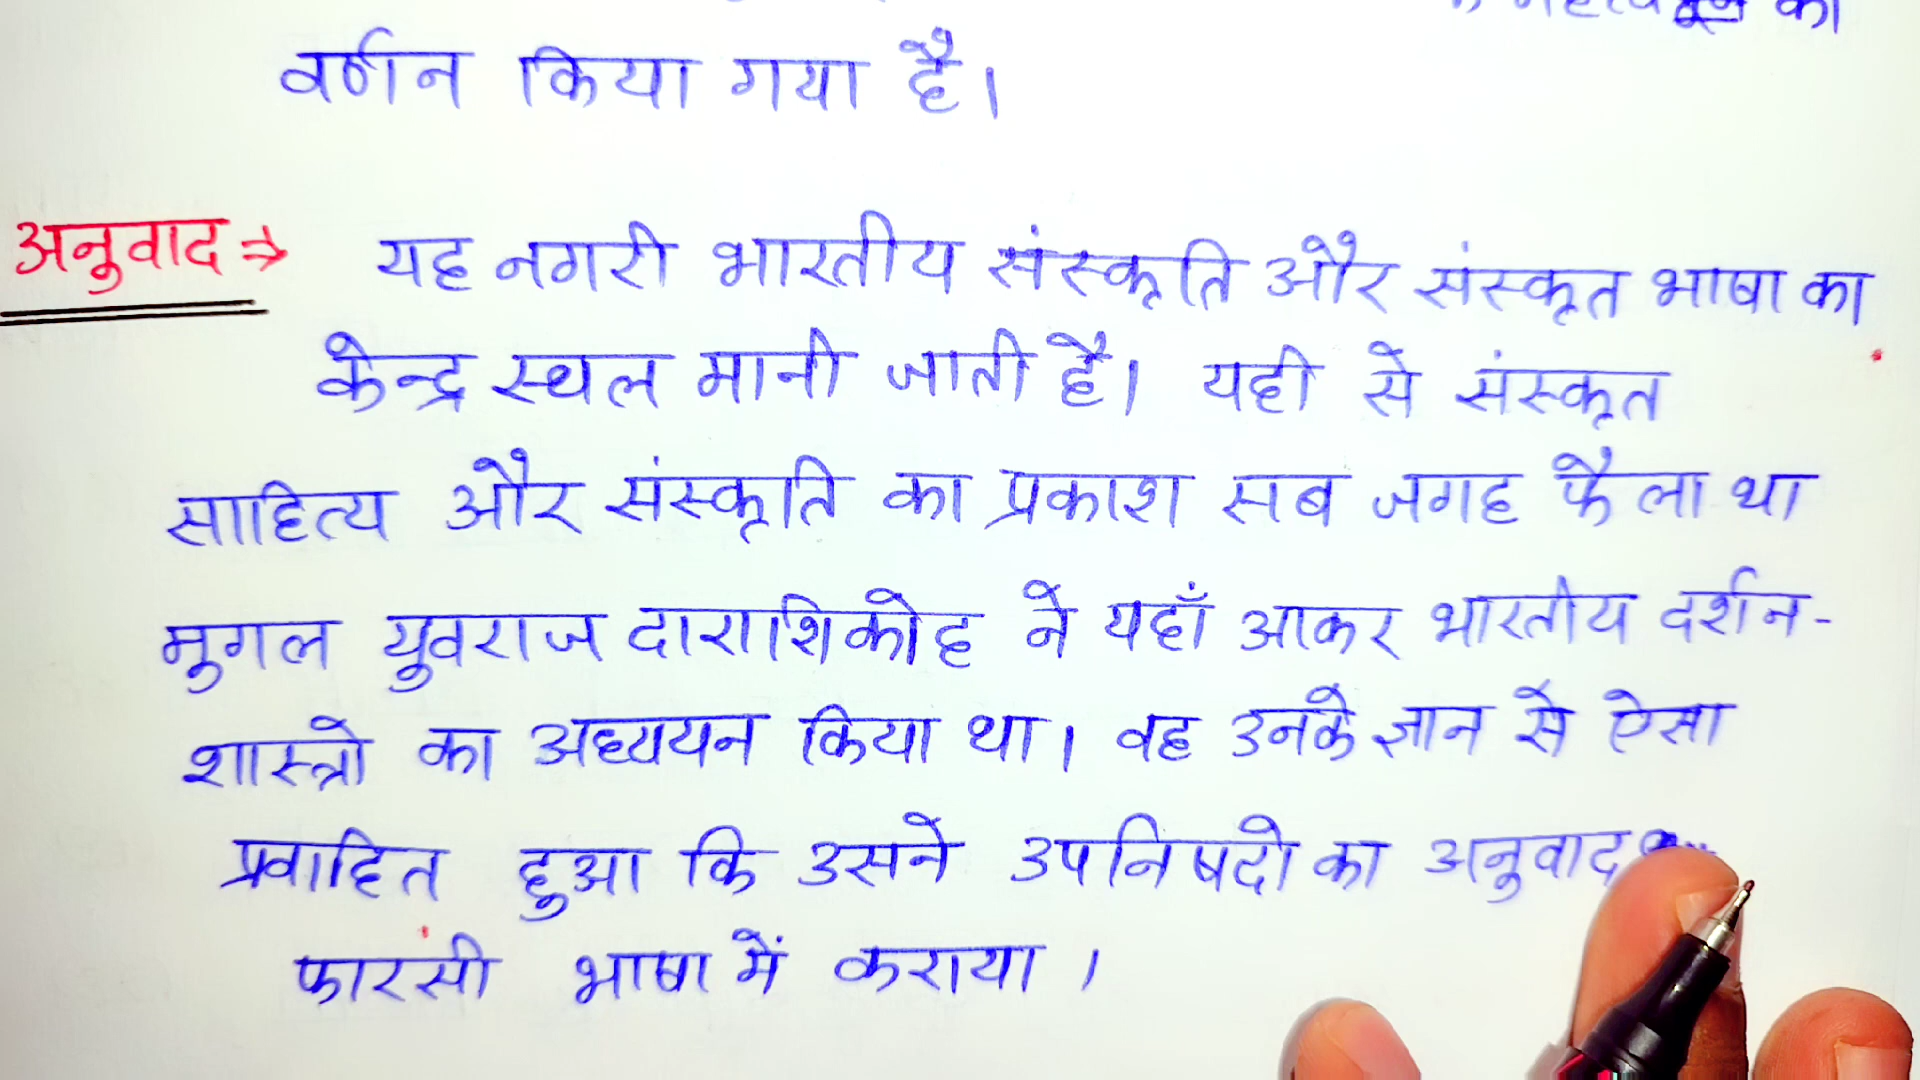 का
वर्णन किया गया है।
अनुवाद ⇒ यह नगरी भारतीय संस्कृति और संस्कृत भाषा का
केन्द्र स्थल मानी जाती है। यही से संस्कृत
साहित्य और संस्कृति का प्रकाश सब जगह फैला था
मुगल युवराज दाराशिकोह ने यहाँ आकर भारतीय दर्शन-
शास्त्रो का अध्ययन किया था। वह उनके ज्ञान से ऐसा
प्रवाहित हुआ कि उसने उपनिषदो का अनुवाद
फारसी भाषा में कराया ।